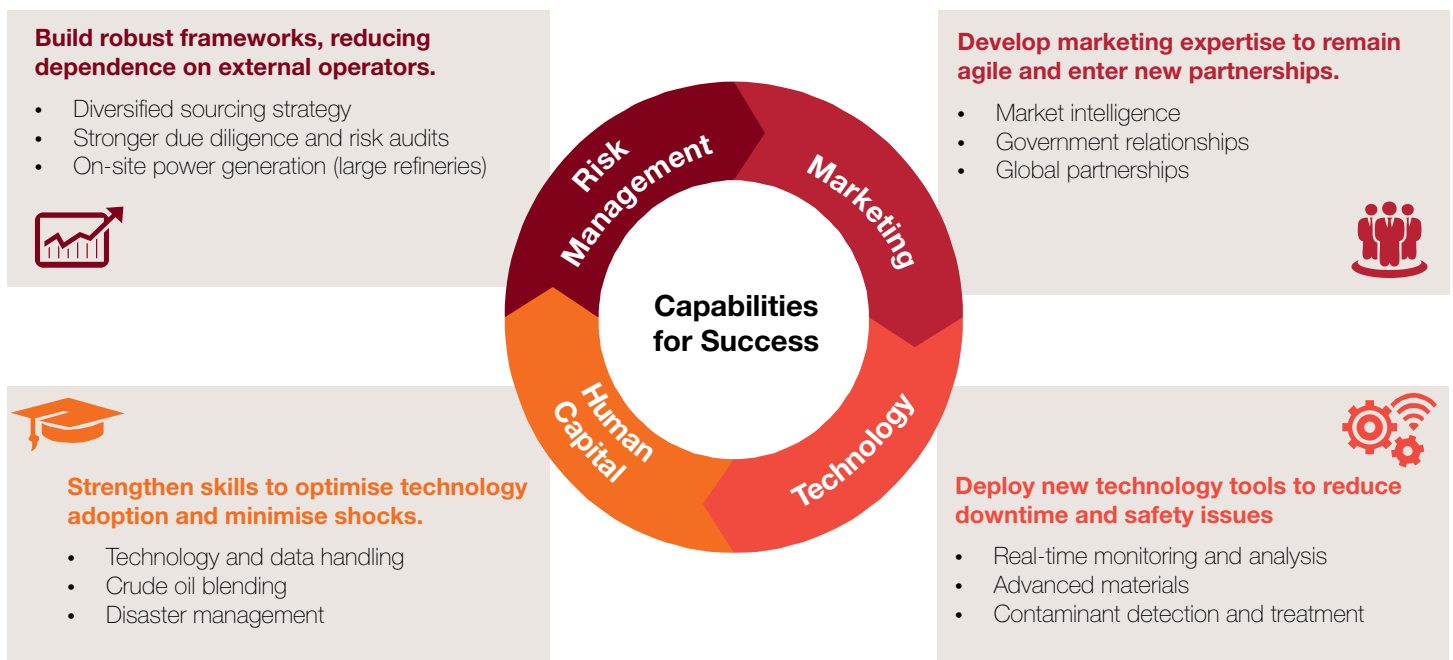 Build robust frameworks, reducing
dependence on external operators.
• Diversified sourcing strategy
• Stronger due diligence and risk audits
• On-site power generation (large refineries)
Develop marketing expertise to remain
agile and enter new partnerships.
• Market intelligence
• Government relationships
• Global partnerships
Risk
Management
Marketing
Capabilities
for Success
Human
Capital
Technology
Strengthen skills to optimise technology
adoption and minimise shocks.
• Technology and data handling
• Crude oil blending
• Disaster management
Deploy new technology tools to reduce
downtime and safety issues
• Real-time monitoring and analysis
• Advanced materials
• Contaminant detection and treatment